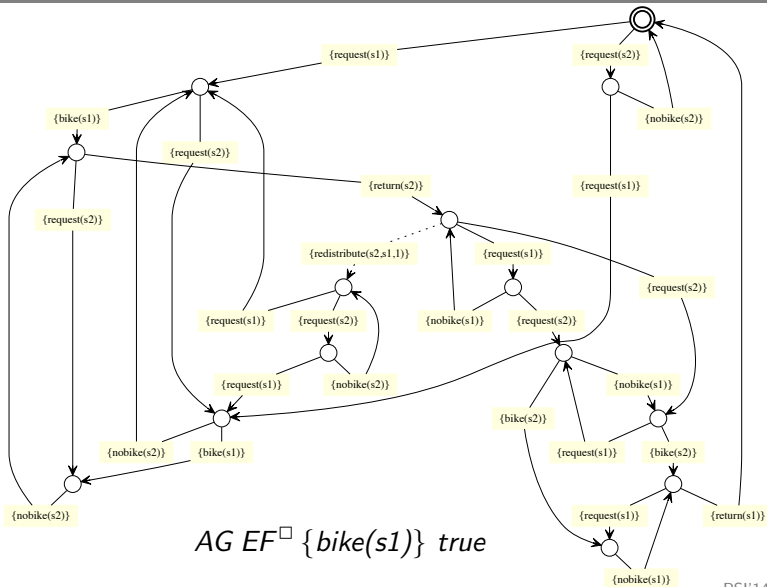 {request(s1)}
{request(s2)}
{bike(s1)}
{nobike(s2)}
{request(s2)}
{return(s2)}
{request(s1)}
{request(s2)}
{redistribute(s2,s1,1)}
{request(s1)}
{request(s2)}
{request(s1)}
{request(s2)}
{nobike(s1)}
{request(s2)}
{request(s1)}
{nobike(s2)}
{nobike(s1)}
{bike(s2)}
{nobike(s2)}
{bike(s1)}
{request(s1)}
{bike(s2)}
{nobike(s2)}
{request(s1)}
{return(s1)}
AG EF□ {bike(s1)} true
{nobike(s1)}